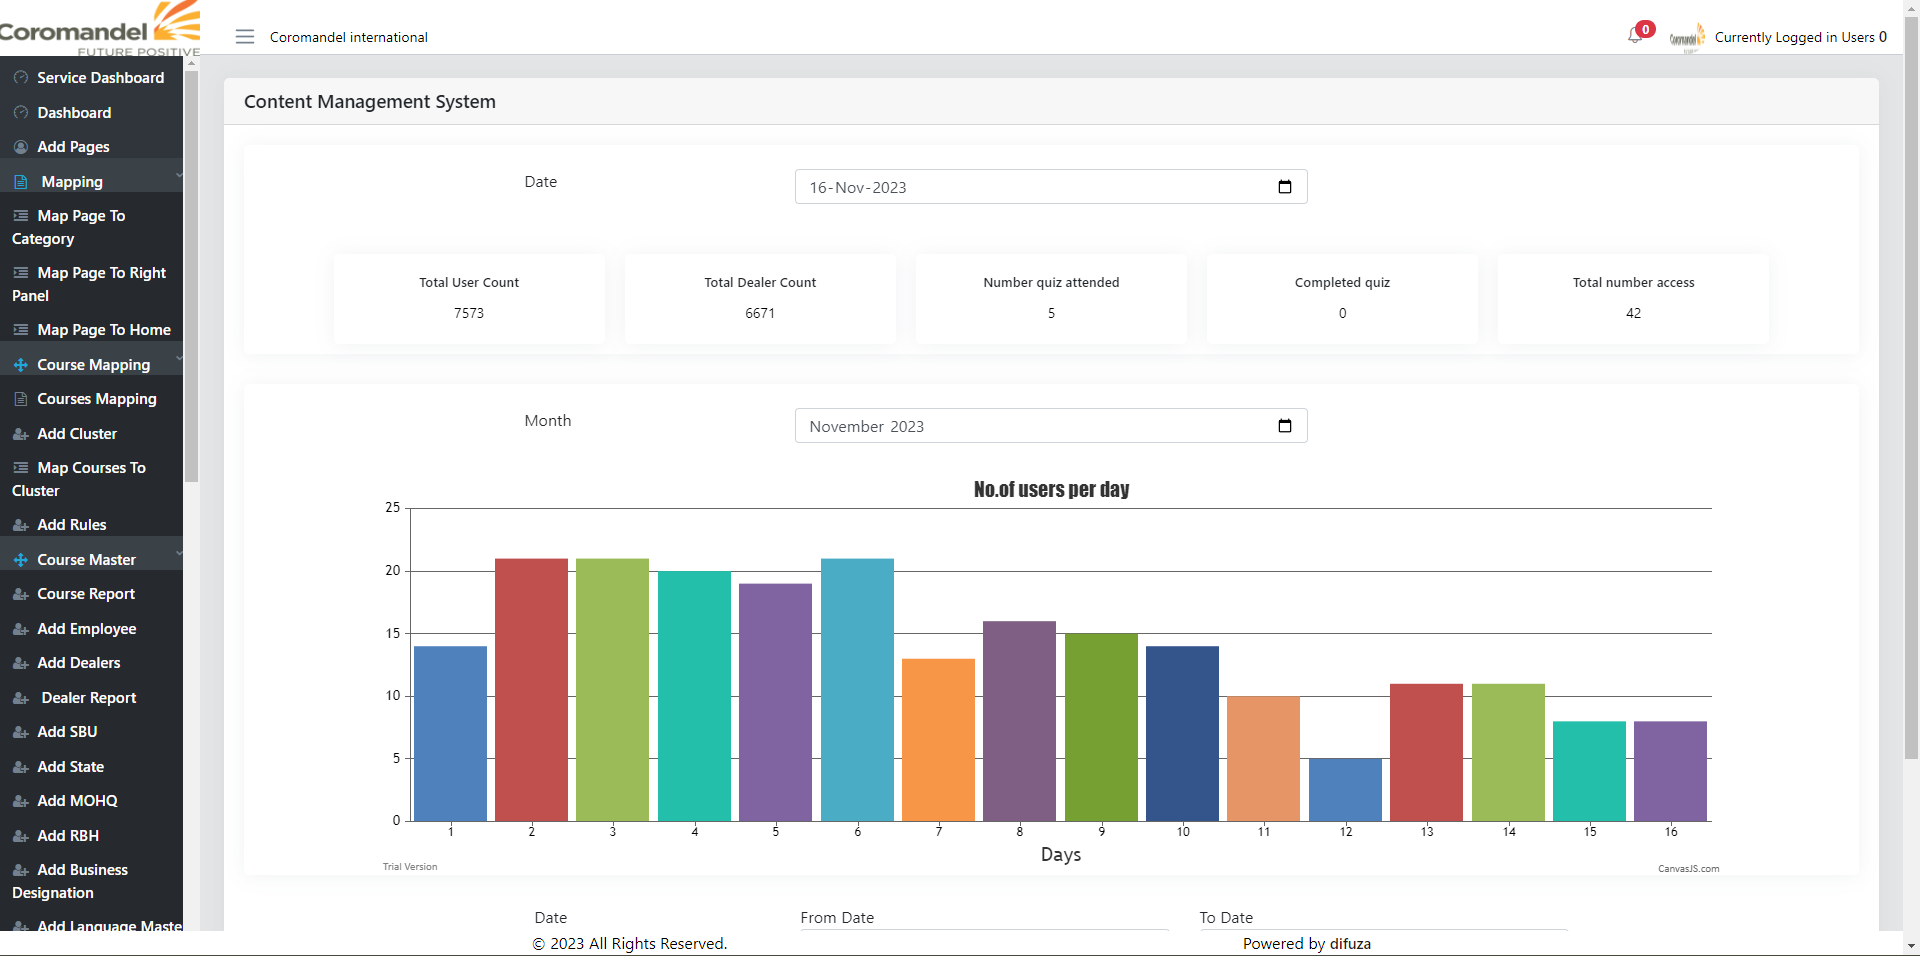 Coromandel
FUTURE POSITIVE
Coromandel international
0
Coromandel
Currently Logged in Users 0
Service Dashboard
Dashboard
Add Pages
Mapping
Map Page To
Category
Map Page To Right
Panel
Map Page To Home
Course Mapping
Courses Mapping
Add Cluster
Map Courses To
Cluster
Add Rules
Course Master
Course Report
Add Employee
Add Dealers
Dealer Report
Add SBU
Add State
Add MOHQ
Add RBH
Add Business
Designation
Add Language Maste
Content Management System
Date
16-Nov-2023
Total User Count
7573
Total Dealer Count
6671
Number quiz attended
5
Completed quiz
0
Total number access
42
Month
November 2023
No.of users per day
25
20
15
10
5
0
1 2 3 4 5 6 7 8 9 10 11 12 13 14 15 16
Days
Trial Version
CanvasJS.com
Date
From Date
To Date
© 2023 All Rights Reserved.
Powered by difuza